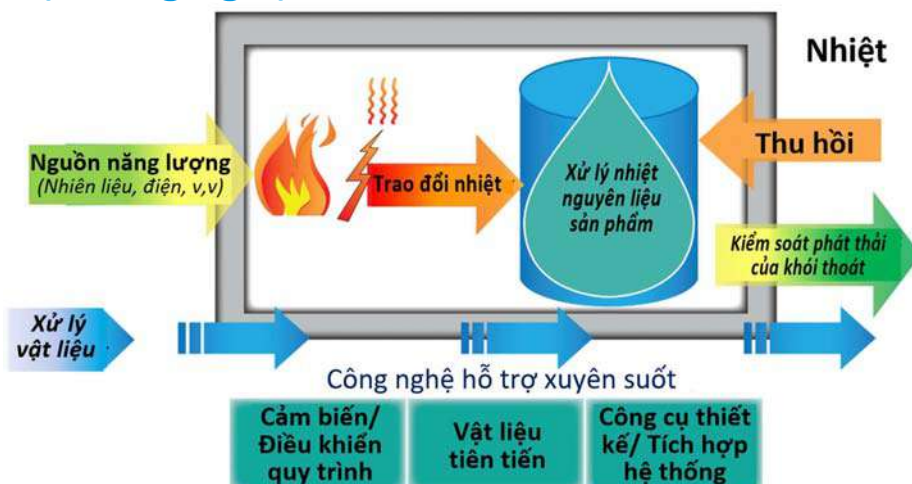 Nhiệt
Nguồn năng lượng
(Nhiên liệu, điện, v,v)
Trao đổi nhiệt
Xử lý nhiệt
nguyên liệu
sản phẩm
Thu hồi
Kiểm soát phát thải
của khói thoát
Xử lý
vật liệu
Công nghệ hỗ trợ xuyên suốt
Cảm biến/
Điều khiển
quy trình
Vật liệu
tiên tiến
Công cụ thiết
kế/ Tích hợp
hệ thống